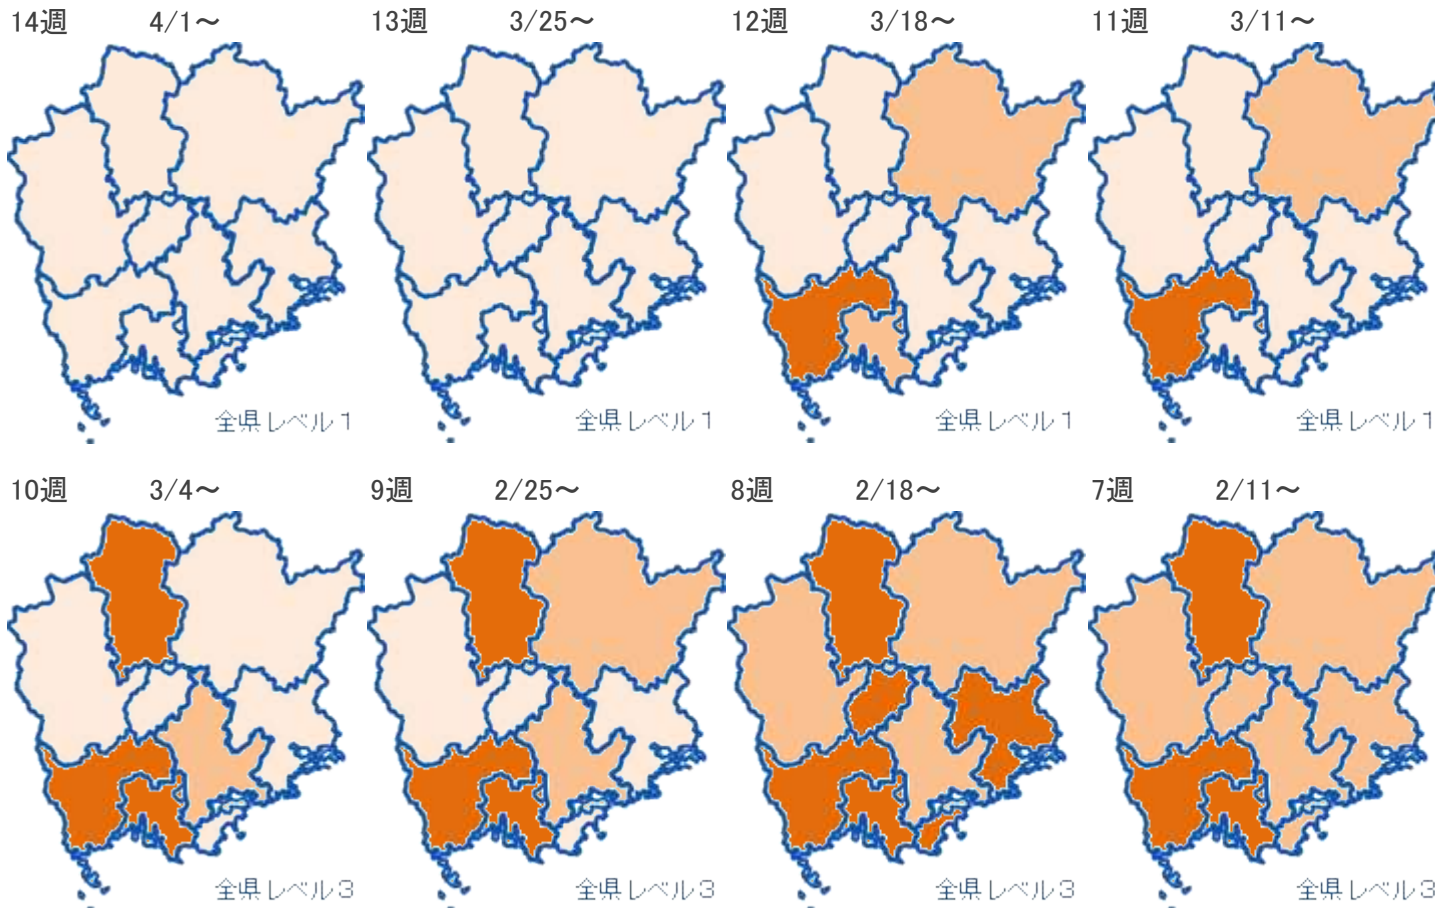 14週 4/1～ 13週 3/25～ 12週 3/18～ 11週 3/11～
全県レベル１ 全県レベル１ 全県レベル１ 全県レベル１
10週 3/4～ 9週 2/25～ 8週 2/18～ 7週 2/11～
全県レベル３ 全県レベル３ 全県レベル３ 全県レベル３